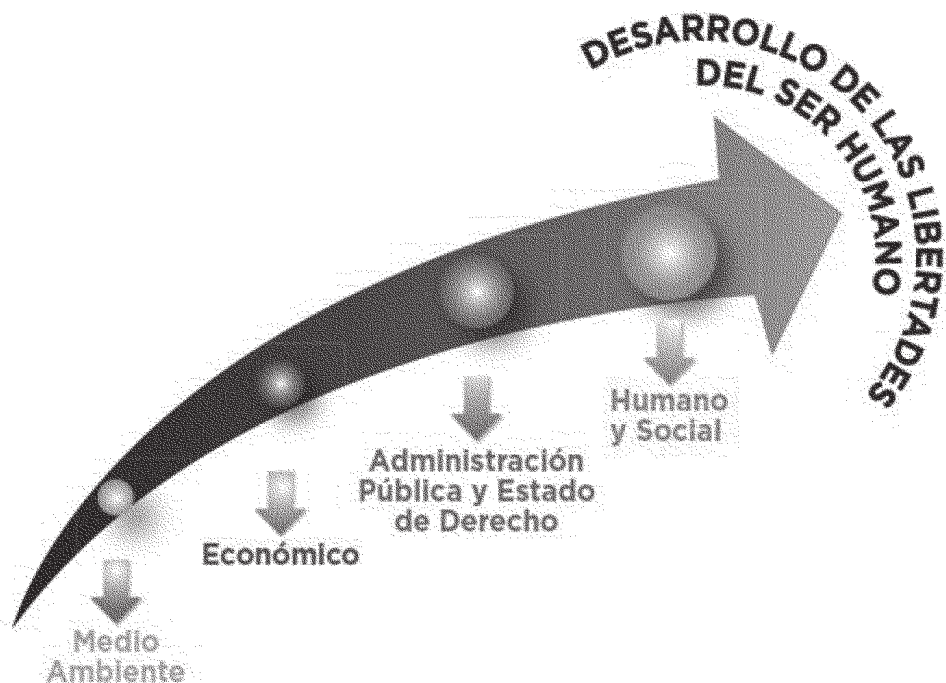 DESARROLLO DE LAS LIBERTADES
DEL SER HUMANO
Humano
y Social
Administración
Pública y Estado
de Derecho
Económico
Medio
Ambiente